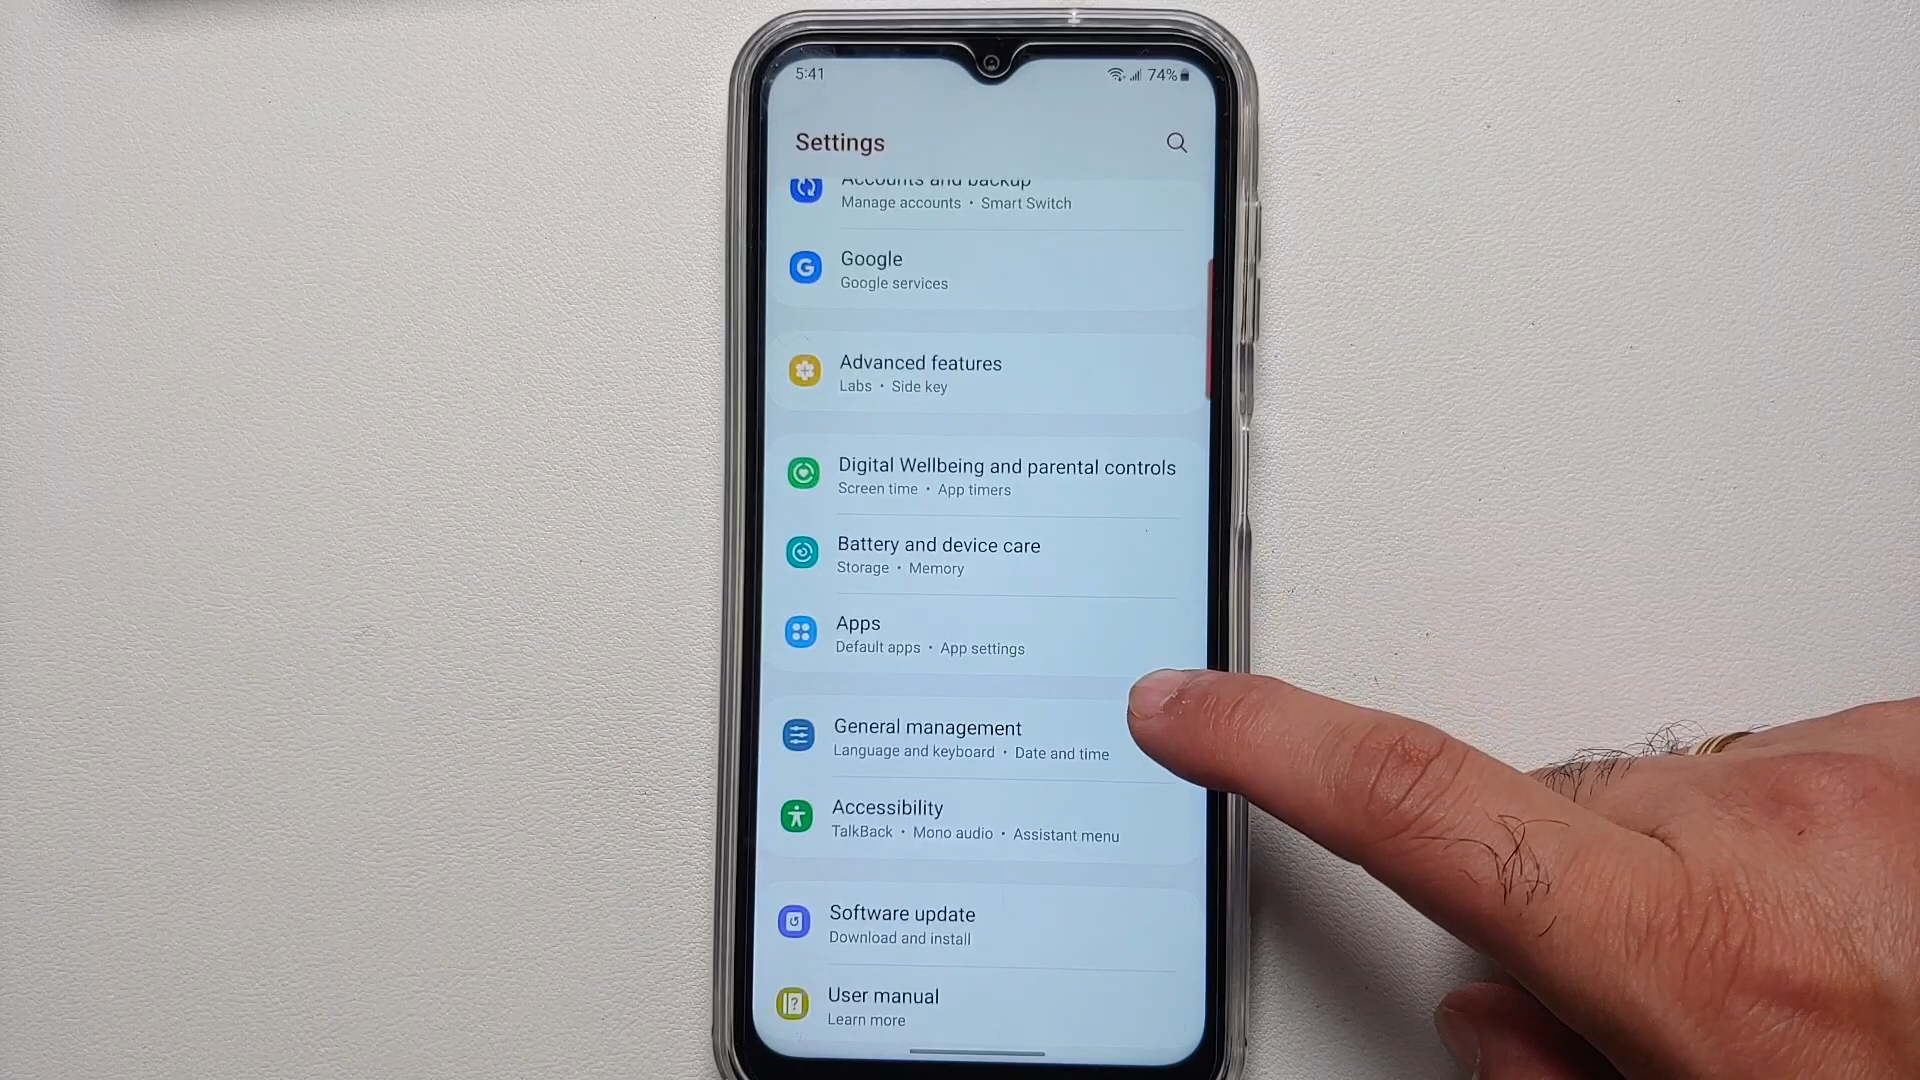 5:41
74%
Settings
Accounts and backup
Manage accounts • Smart Switch
Google
Google services
Advanced features
Labs • Side key
Digital Wellbeing and parental controls
Screen time • App timers
Battery and device care
Storage • Memory
Apps
Default apps • App settings
General management
Language and keyboard • Date and time
Accessibility
TalkBack • Mono audio • Assistant menu
Software update
Download and install
User manual
Learn more